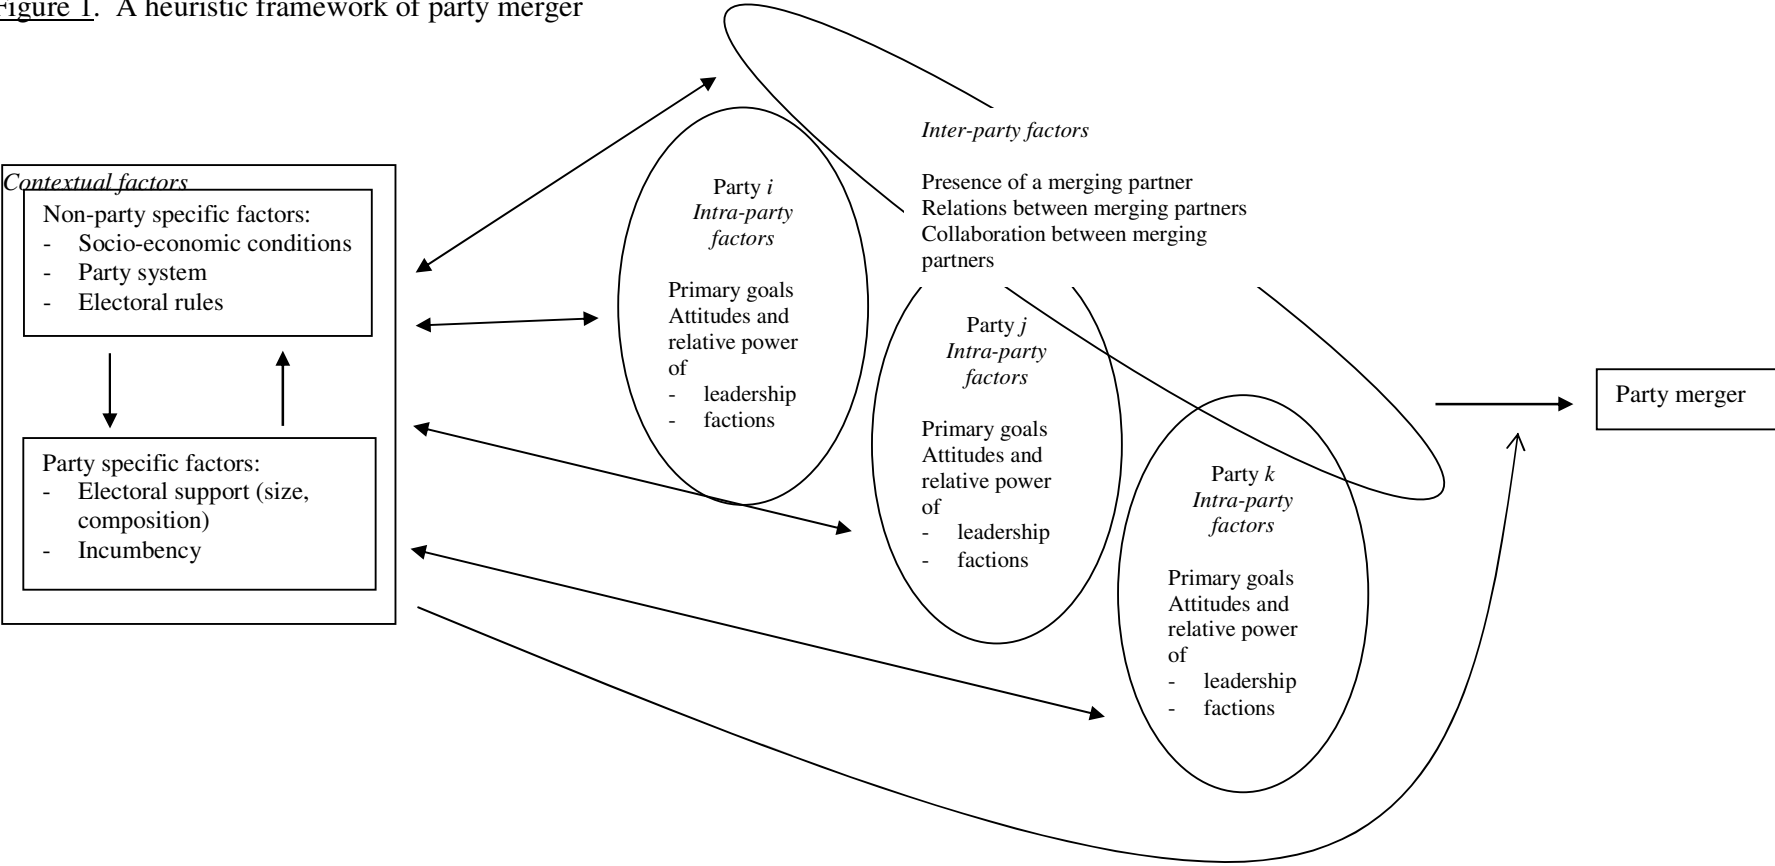 Figure 1. A heuristic framework of party merger
Contextual factors
Non-party specific factors:
- Socio-economic conditions
- Party system
- Electoral rules
Party specific factors:
- Electoral support (size,
composition)
- Incumbency
Party i
Intra-party
factors
Primary goals
Attitudes and
relative power
of
- leadership
- factions
Inter-party factors
Presence of a merging partner
Relations between merging partners
Collaboration between merging
partners
Party j
Intra-party
factors
Primary goals
Attitudes and
relative power
of
- leadership
- factions
Party k
Intra-party
factors
Primary goals
Attitudes and
relative power
of
- leadership
- factions
Party merger